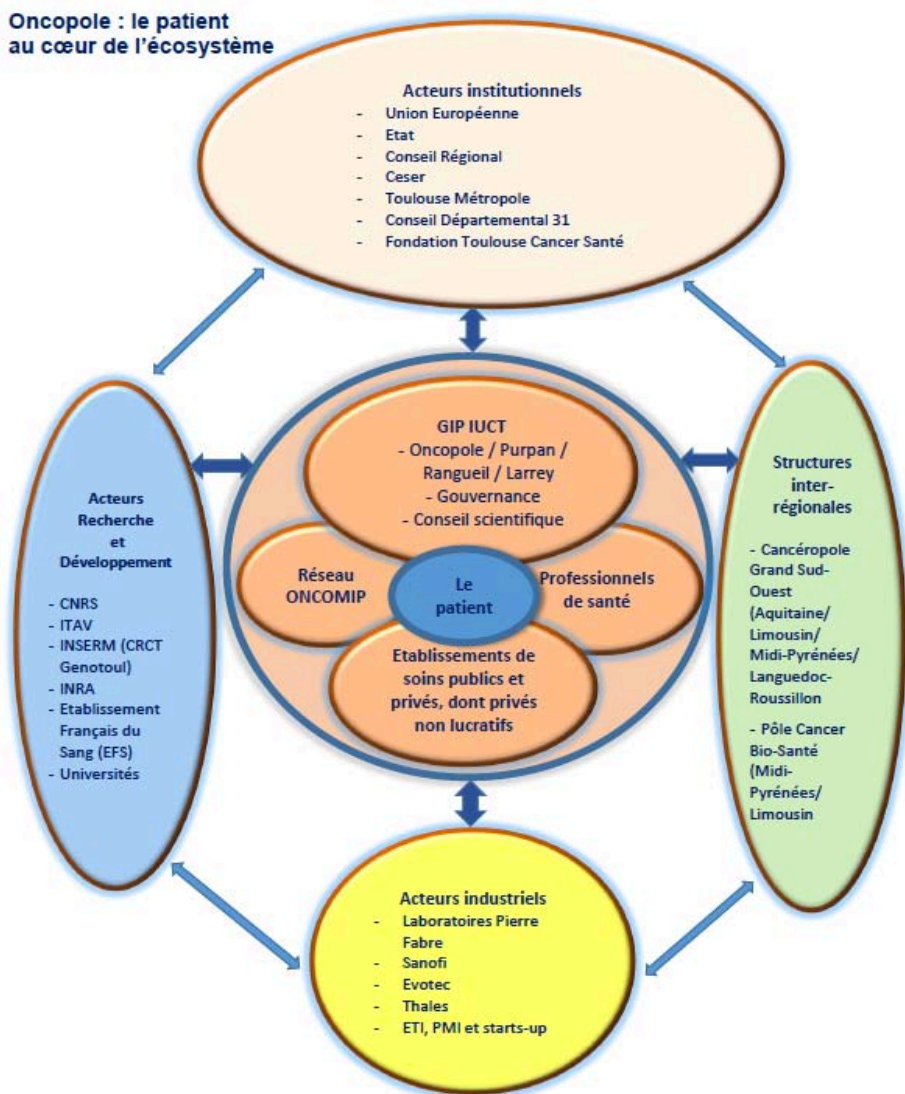 Oncopole : le patient
au cœur de l'écosystème
Acteurs institutionnels
- Union Européenne
- Etat
- Conseil Régional
- Ceser
- Toulouse Métropole
- Conseil Départemental 31
- Fondation Toulouse Cancer Santé
GIP IUCT
- Oncopole / Purpan /
Rangueil / Larrey
- Gouvernance
- Conseil scientifique
Réseau
ONCOMIP
Le
patient
Professionnels
de santé
Etablissements de
soins publics et
privés, dont privés
non lucratifs
Acteurs
Recherche
et
Développement
- CNRS
- ITAV
- INSERM (CRCT
Genotoul)
- INRA
- Etablissement
Français du
Sang (EFS)
- Universités
Structures
inter-
régionales
- Cancéropole
Grand Sud-
Ouest
(Aquitaine/
Limousin/
Midi-Pyrénées/
Languedoc-
Roussillon
- Pôle Cancer
Bio-Santé
(Midi-
Pyrénées/
Limousin
Acteurs industriels
- Laboratoires Pierre
Fabre
- Sanofi
- Evotec
- Thales
- ETI, PMI et starts-up